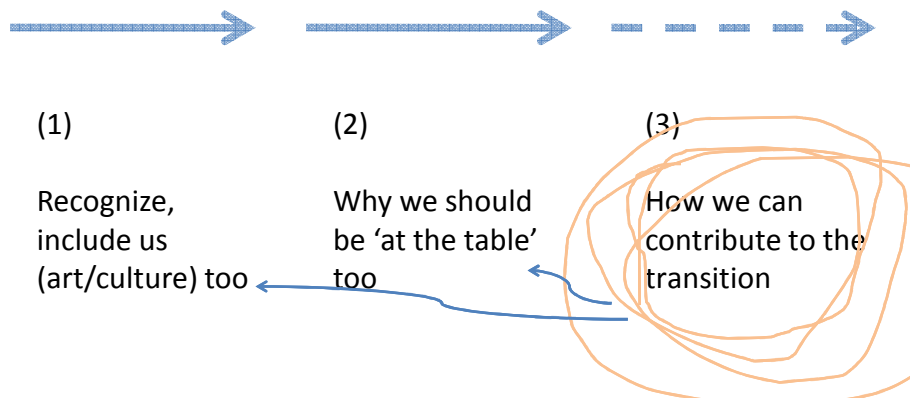 (1)
Recognize,
include us
(art/culture) too
(2)
Why we should
be ‘at the table’
too
(3)
How we can
contribute to the
transition